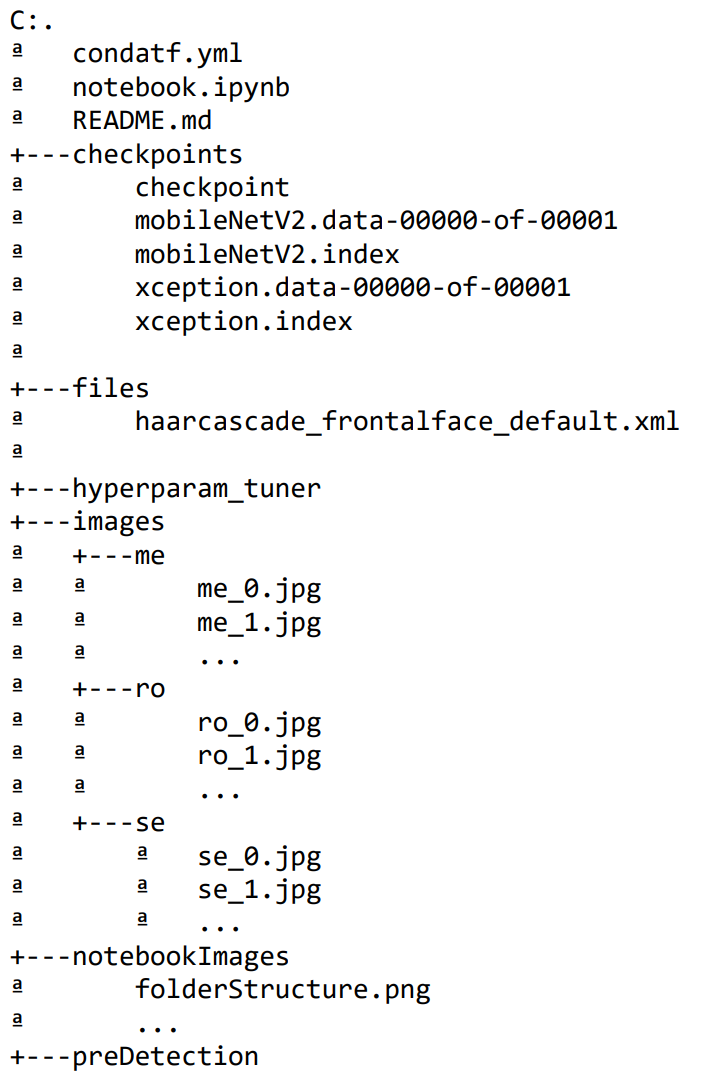 C:.
ª   condatf.yml
ª   notebook.ipynb
ª   README.md
+---checkpoints
ª       checkpoint
ª       mobileNetV2.data-00000-of-00001
ª       mobileNetV2.index
ª       xception.data-00000-of-00001
ª       xception.index
ª
+---files
ª       haarcascade_frontalface_default.xml
ª
+---hyperparam_tuner
+---images
ª   +---me
ª   ª       me_0.jpg
ª   ª       me_1.jpg
ª   ª       ...
ª   +---ro
ª   ª       ro_0.jpg
ª   ª       ro_1.jpg
ª   ª       ...
ª   +---se
ª       ª   se_0.jpg
ª       ª   se_1.jpg
ª       ª   ...
+---notebookImages
ª       folderStructure.png
ª       ...
+---preDetection